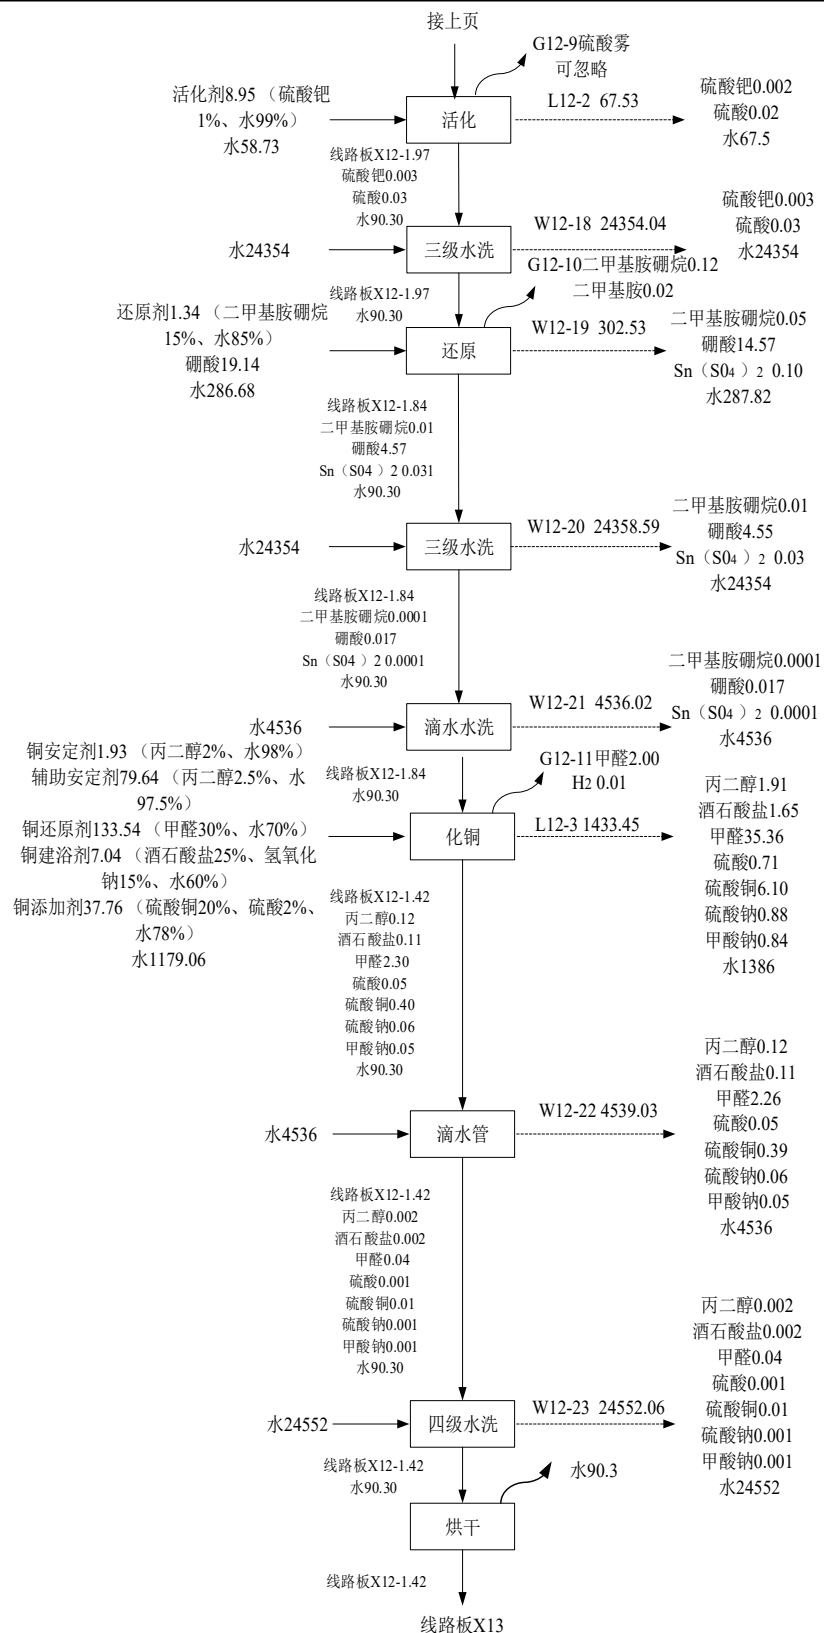 接上页
G12-9硫酸雾
可忽略
活化剂8.95 （硫酸钯
1%、水99%）
水58.73
活化
L12-2 67.53
硫酸钯0.002
硫酸0.02
水67.5
线路板X12-1.97
硫酸钯0.003
硫酸0.03
水90.30
水24354
三级水洗
W12-18 24354.04
硫酸钯0.003
硫酸0.03
水24354
线路板X12-1.97
水90.30
G12-10二甲基胺硼烷0.12
二甲基胺0.02
还原剂1.34 （二甲基胺硼烷
15%、水85%）
硼酸19.14
水286.68
还原
W12-19 302.53
二甲基胺硼烷0.05
硼酸14.57
Sn（S04 ）2 0.10
水287.82
线路板X12-1.84
二甲基胺硼烷0.01
硼酸4.57
Sn（S04 ）2 0.031
水90.30
水24354
三级水洗
W12-20 24358.59
二甲基胺硼烷0.01
硼酸4.55
Sn（S04 ）2 0.03
水24354
线路板X12-1.84
二甲基胺硼烷0.0001
硼酸0.017
Sn（S04 ）2 0.0001
水90.30
水4536
滴水水洗
W12-21 4536.02
二甲基胺硼烷0.0001
硼酸0.017
Sn（S04 ）2 0.0001
水4536
线路板X12-1.84
水90.30
G12-11甲醛2.00
H2 0.01
铜安定剂1.93 （丙二醇2%、水98%）
辅助安定剂79.64 （丙二醇2.5%、水
97.5%）
铜还原剂133.54 （甲醛30%、水70%）
铜建浴剂7.04 （酒石酸盐25%、氢氧化
钠15%、水60%）
铜添加剂37.76 （硫酸铜20%、硫酸2%、
水78%）
水1179.06
化铜
L12-3 1433.45
丙二醇1.91
酒石酸盐1.65
甲醛35.36
硫酸0.71
硫酸铜6.10
硫酸钠0.88
甲酸钠0.84
水1386
线路板X12-1.42
丙二醇0.12
酒石酸盐0.11
甲醛2.30
硫酸0.05
硫酸铜0.40
硫酸钠0.06
甲酸钠0.05
水90.30
水4536
滴水管
W12-22 4539.03
丙二醇0.12
酒石酸盐0.11
甲醛2.26
硫酸0.05
硫酸铜0.39
硫酸钠0.06
甲酸钠0.05
水4536
线路板X12-1.42
丙二醇0.002
酒石酸盐0.002
甲醛0.04
硫酸0.001
硫酸铜0.01
硫酸钠0.001
甲酸钠0.001
水90.30
水24552
四级水洗
W12-23 24552.06
丙二醇0.002
酒石酸盐0.002
甲醛0.04
硫酸0.001
硫酸铜0.01
硫酸钠0.001
甲酸钠0.001
水24552
线路板X12-1.42
水90.30
水90.3
烘干
线路板X12-1.42
线路板X13